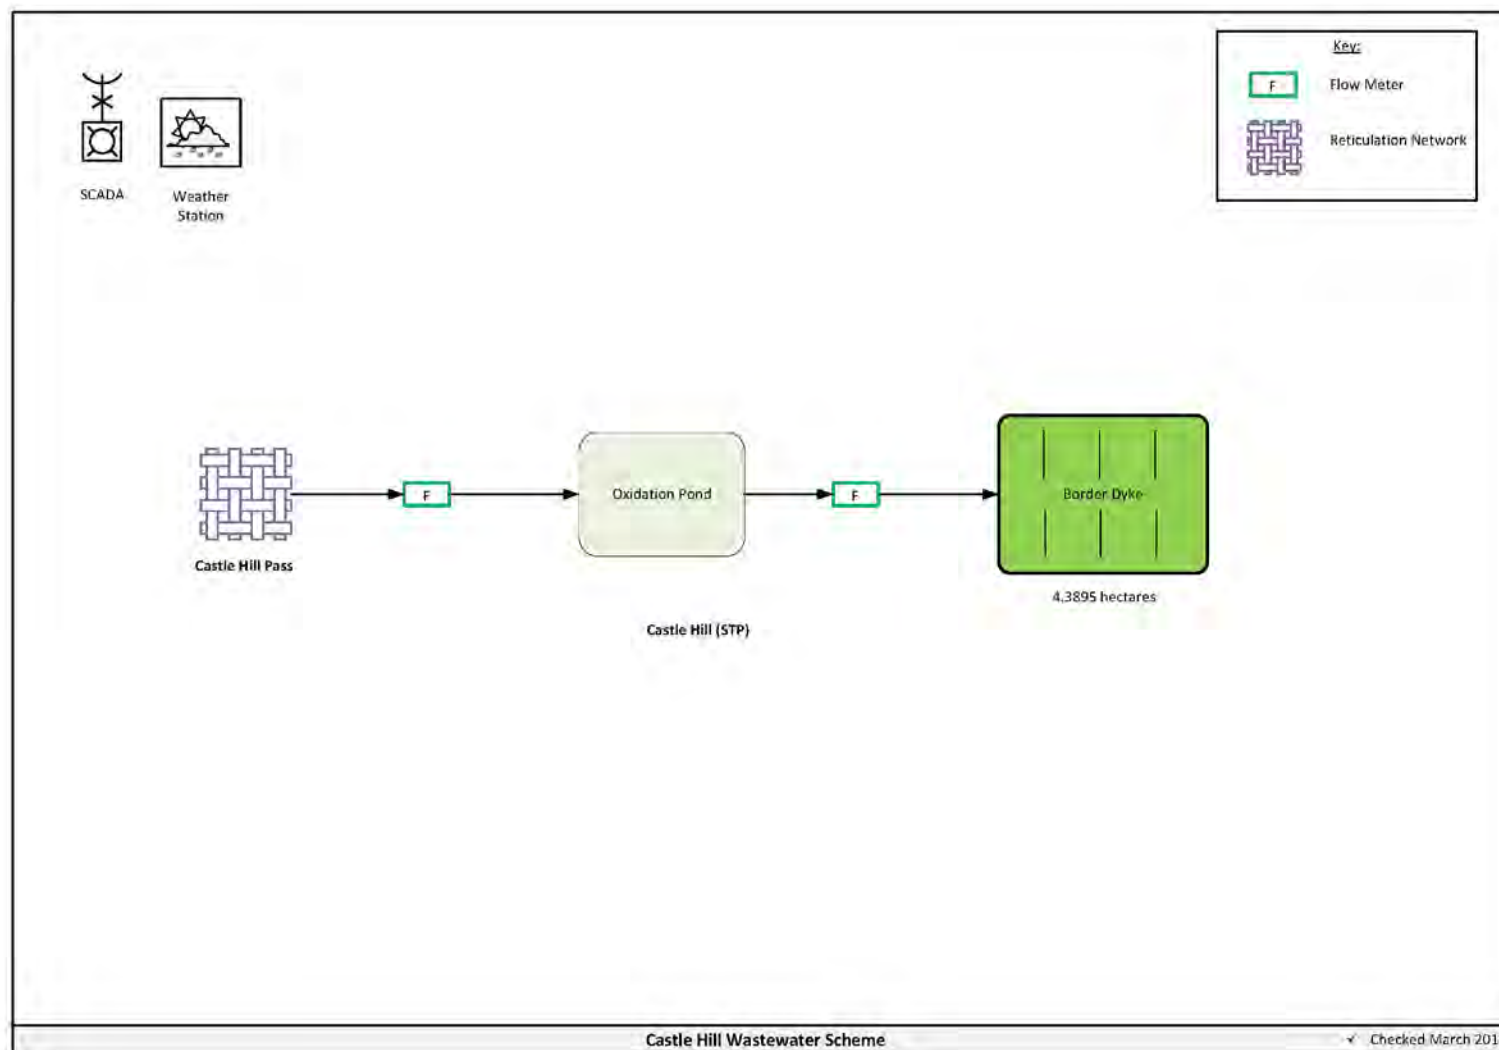 Key:
F
Flow Meter
Reticulation Network
SCADA
Weather
Station
F
Oxidation Pond
F
Border Dyke
Castle Hill Pass
4.3895 hectares
Castle Hill (STP)
Castle Hill Wastewater Scheme
✓ Checked March 201